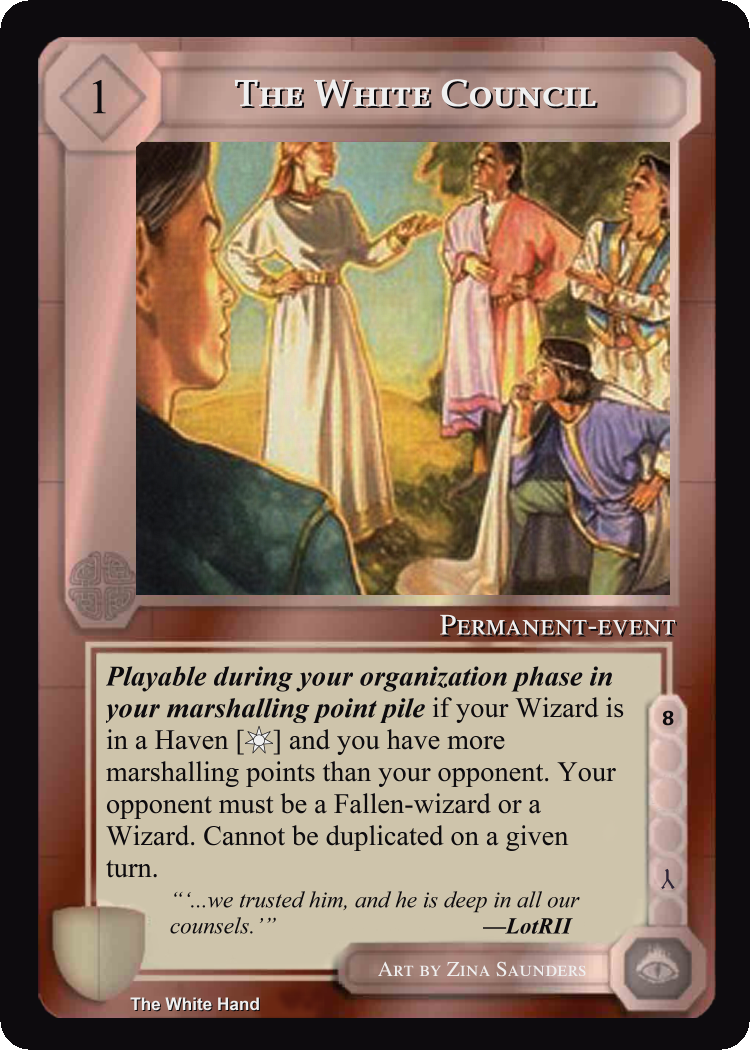 1
The White Council
Permanent-event
Playable during your organization phase in
your marshalling point pile if your Wizard is
in a Haven [] and you have more
marshalling points than your opponent. Your
opponent must be a Fallen-wizard or a
Wizard. Cannot be duplicated on a given
turn.
“‘...we trusted him, and he is deep in all our
counsels.’”
—LotRII
8
Art by Zina Saunders
The White Hand